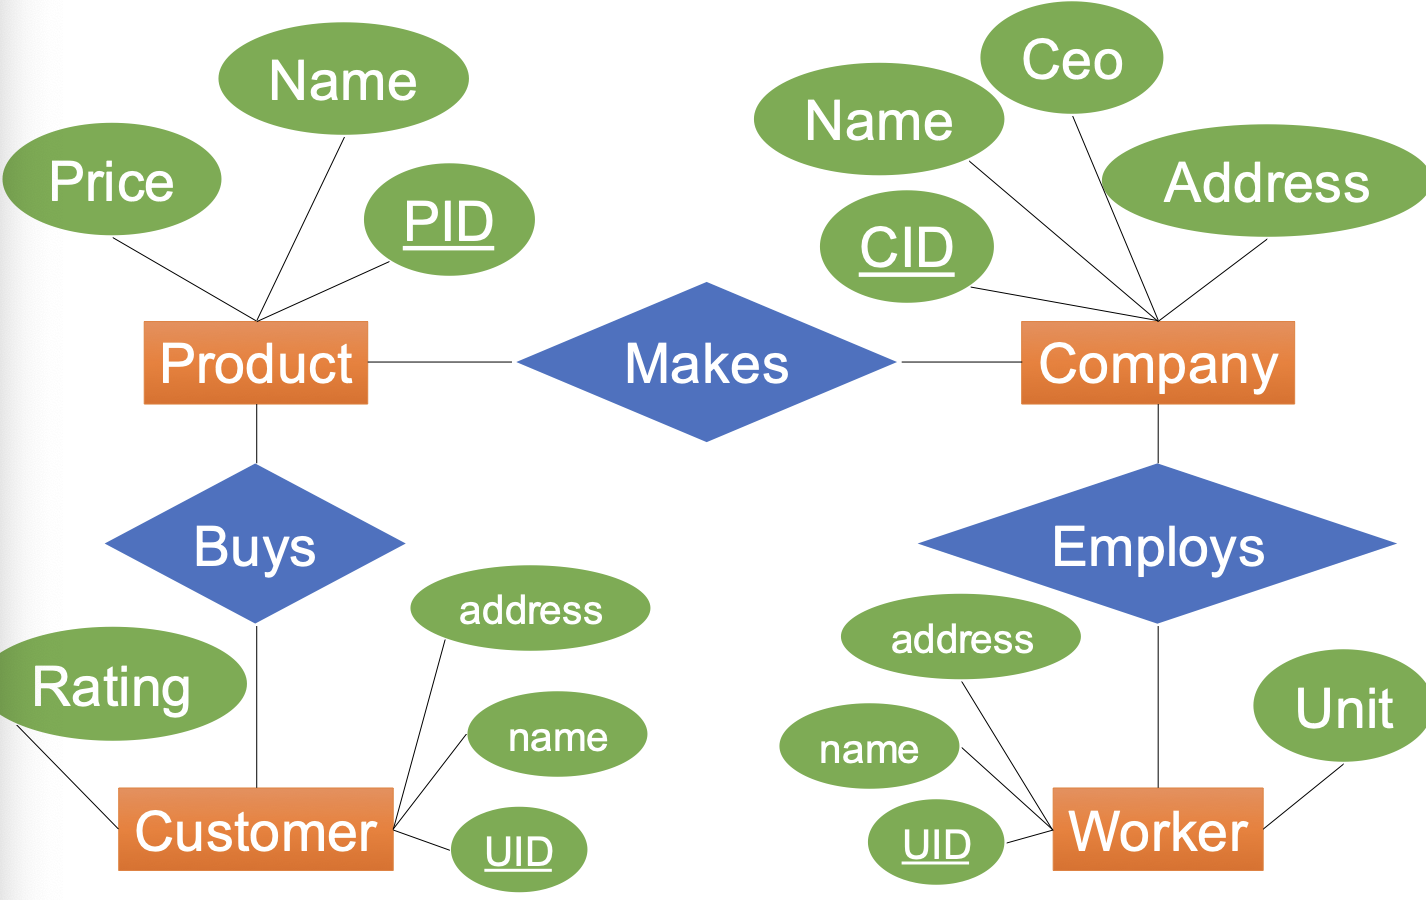 Ceo
Name
Name
Address
Price
PID
CID
Product
Makes
Company
Buys
Employs
address
address
Rating
Unit
name
name
Customer
UID
Worker
UID